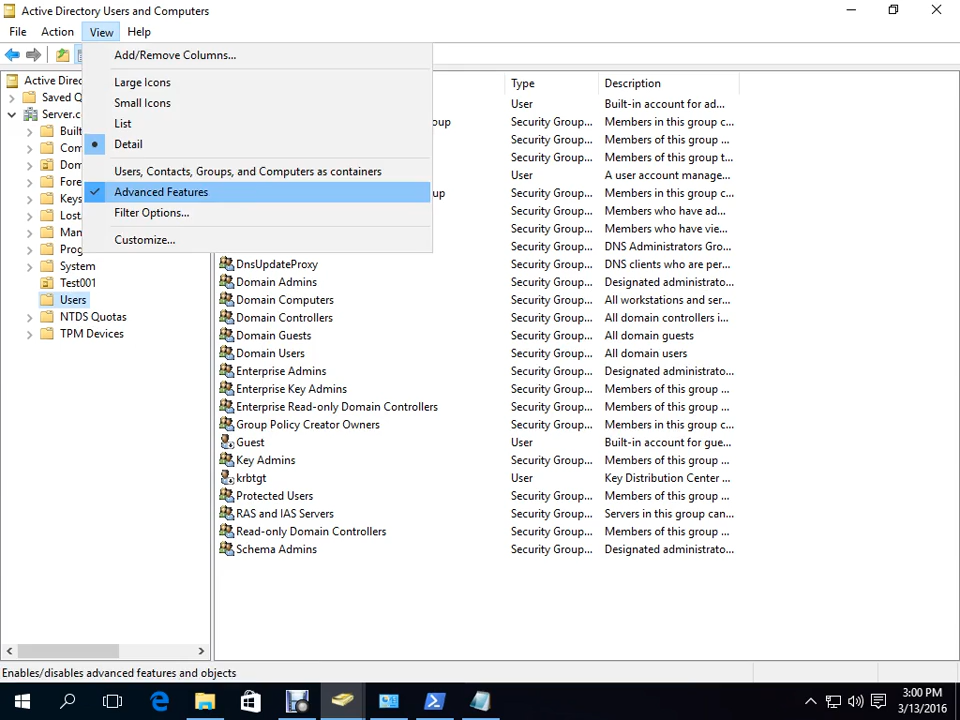 Active Directory Users and Computers
File Action View Help
Add/Remove Columns...
Large Icons
Small Icons
List
Detail
Users, Contacts, Groups, and Computers as containers
Advanced Features
Filter Options...
Customize...
Active Direc
Saved Q
Server.c
Built
Com
Dom
Fore
Keys
Lost
Man
Prog
System
Test001
Users
NTDS Quotas
TPM Devices
Type Description
User Built-in account for ad...
oup Security Group... Members in this group c...
Security Group... Members in this group c...
Security Group... Members in this group t...
User A user account manage...
up Security Group... Members of this group ...
Security Group... Members who have ad...
Security Group... Members who have vie...
Security Group... DNS Administrators Gro...
DnsUpdateProxy Security Group... DNS clients who are per...
Domain Admins Security Group... Designated administrato...
Domain Computers Security Group... All workstations and ser...
Domain Controllers Security Group... All domain controllers i...
Domain Guests Security Group... All domain guests
Domain Users Security Group... All domain users
Enterprise Admins Security Group... Designated administrato...
Enterprise Key Admins Security Group... Members of this group ...
Enterprise Read-only Domain Controllers Security Group... Members of this group ...
Group Policy Creator Owners Security Group... Members in this group c...
Guest User Built-in account for gue...
Key Admins Security Group... Members of this group ...
krbtgt User Key Distribution Center ...
Protected Users Security Group... Members of this group ...
RAS and IAS Servers Security Group... Servers in this group can...
Read-only Domain Controllers Security Group... Members of this group ...
Schema Admins Security Group... Designated administrato...
Enables/disables advanced features and objects
3:00 PM
3/13/2016